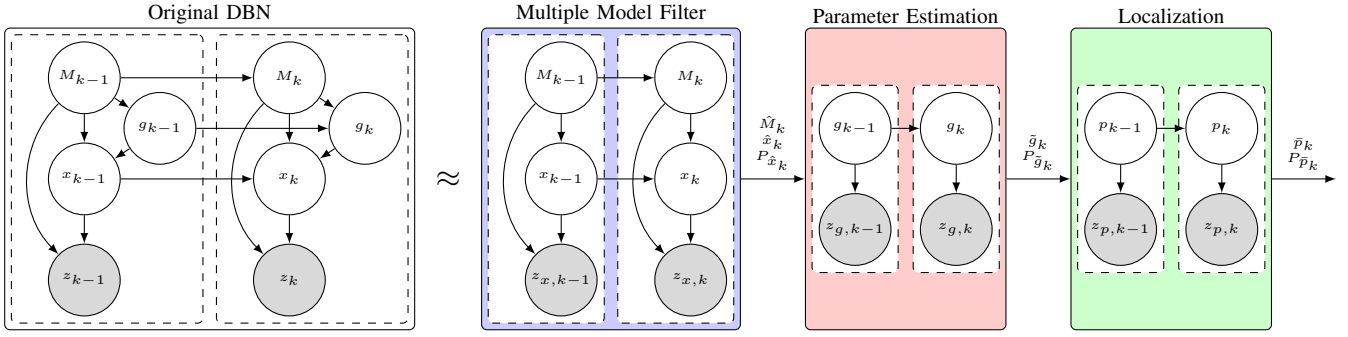 Original DBN
M_{k−1}
M_k
g_{k−1}
g_k
x_{k−1}
x_k
z_{k−1}
z_k
≈
Multiple Model Filter
M_{k−1}
M_k
x_{k−1}
x_k
z_{x,k−1}
z_{x,k}
M̂_k
x̂_k
P_{x̂_k}
Parameter Estimation
g_{k−1}
g_k
z_{g,k−1}
z_{g,k}
g̃_k
P_{g̃_k}
Localization
p_{k−1}
p_k
z_{p,k−1}
z_{p,k}
p̄_k
P_{p̄_k}